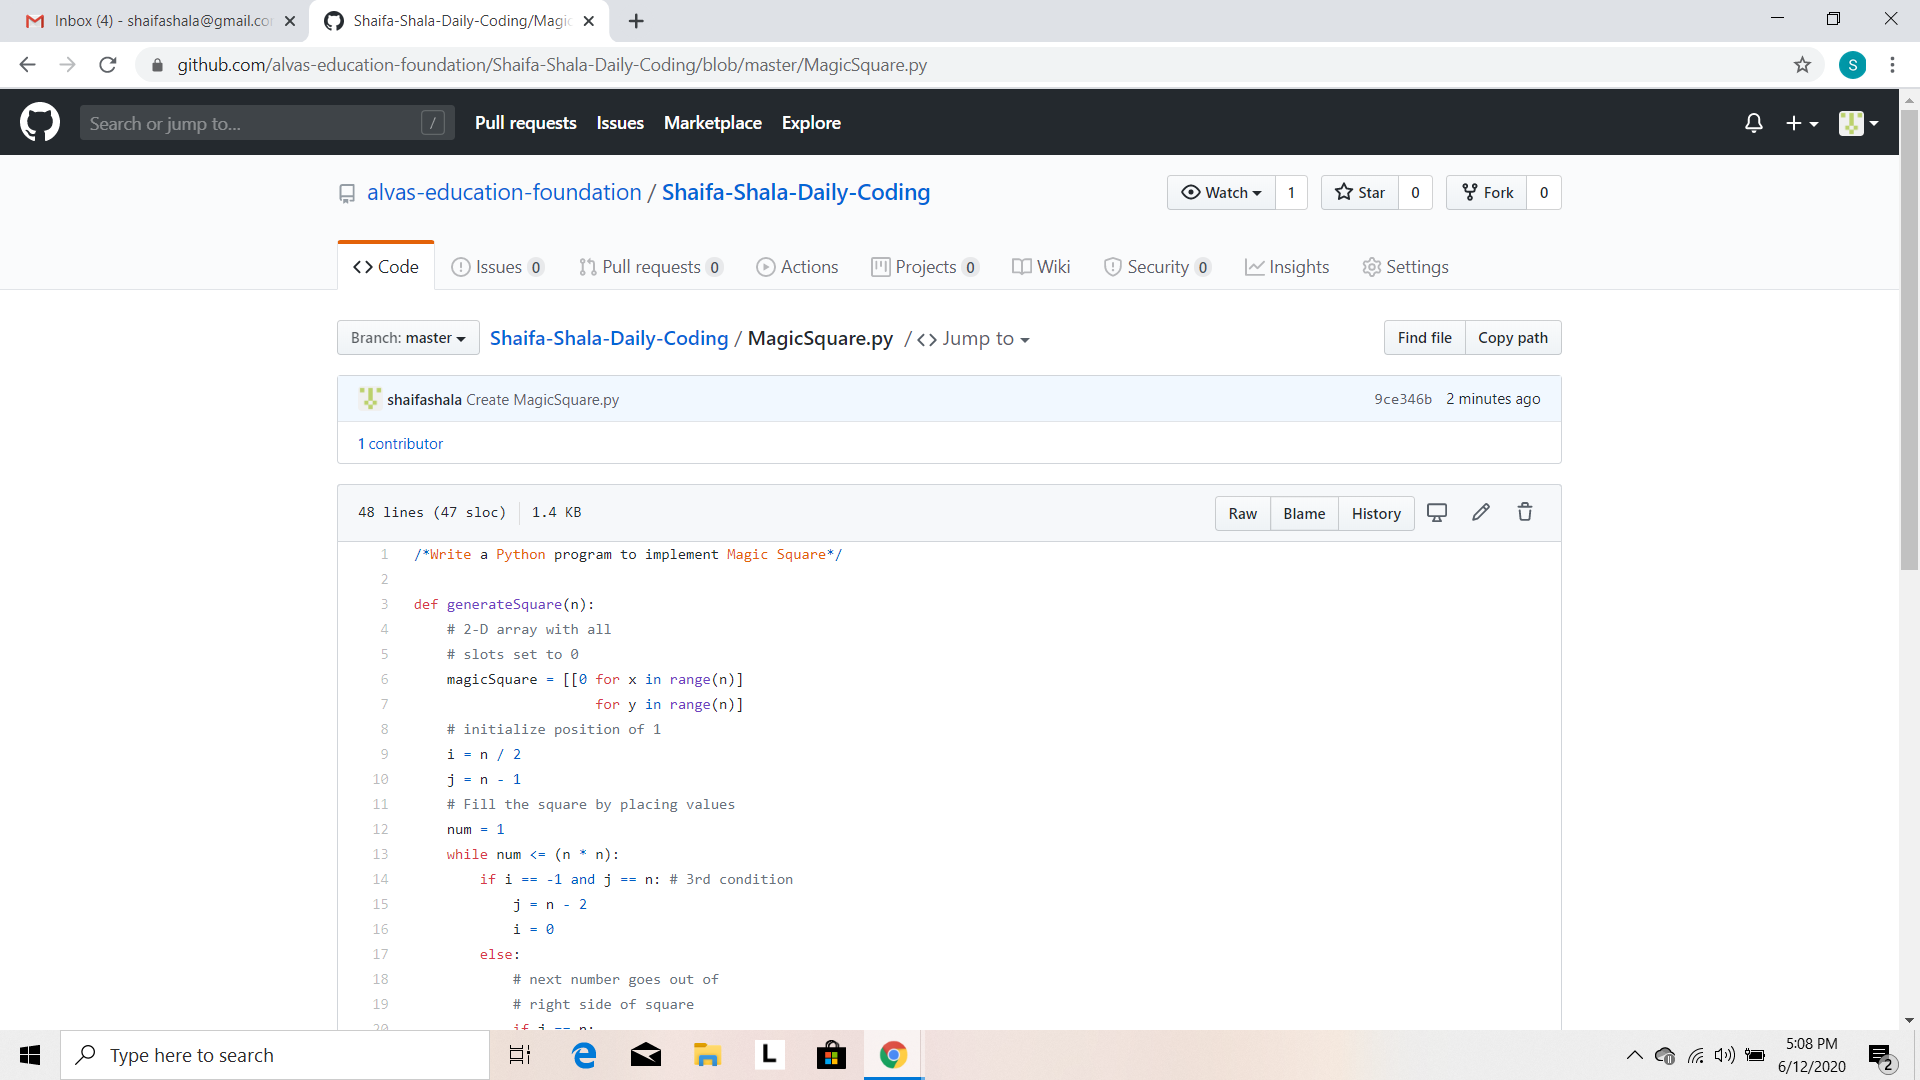 Inbox (4) - shaifashala@gmail.co
Shaifa-Shala-Daily-Coding/Magic
github.com/alvas-education-foundation/Shaifa-Shala-Daily-Coding/blob/master/MagicSquare.py
S
Search or jump to...
/
Pull requests
Issues
Marketplace
Explore
alvas-education-foundation / Shaifa-Shala-Daily-Coding
Watch 1
Star 0
Fork 0
Code
Issues 0
Pull requests 0
Actions
Projects 0
Wiki
Security 0
Insights
Settings
Branch: master
Shaifa-Shala-Daily-Coding / MagicSquare.py / <> Jump to
Find file
Copy path
shaifashala Create MagicSquare.py
9ce346b 2 minutes ago
1 contributor
48 lines (47 sloc) 1.4 KB
Raw
Blame
History
1 /*Write a Python program to implement Magic Square*/
2
3 def generateSquare(n):
4 # 2-D array with all
5 # slots set to 0
6 magicSquare = [[0 for x in range(n)]
7 for y in range(n)]
8 # initialize position of 1
9 i = n / 2
10 j = n - 1
11 # Fill the square by placing values
12 num = 1
13 while num <= (n * n):
14 if i == -1 and j == n: # 3rd condition
15 j = n - 2
16 i = 0
17 else:
18 # next number goes out of
19 # right side of square
20 if j == n:
Type here to search
L
5:08 PM
6/12/2020
2